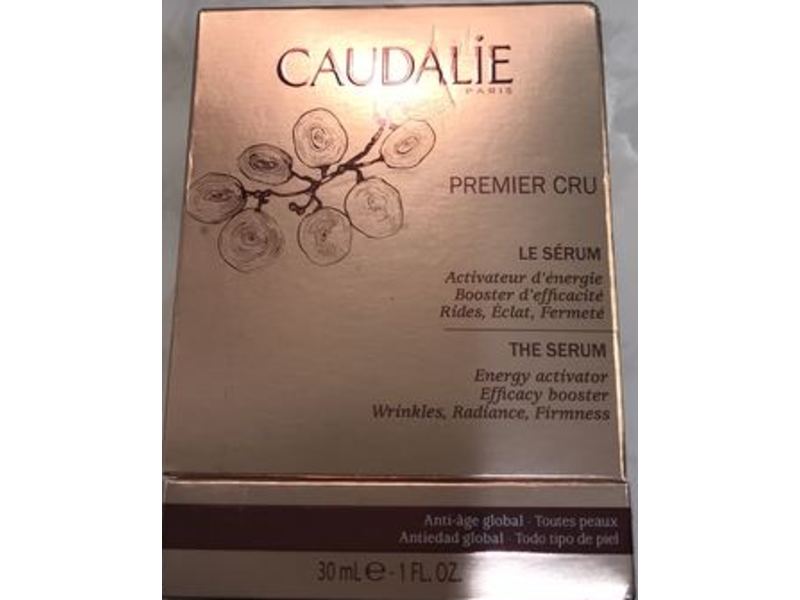 CAUDALÍE
PARIS
PREMIER CRU
LE SÉRUM
Activateur d'énergie
Booster d'efficacité
Rides, Éclat, Fermeté
THE SERUM
Energy activator
Efficacy booster
Wrinkles, Radiance, Firmness
Anti-âge global · Toutes peaux
Antiedad global · Todo tipo de piel
30 mL ℮ - 1 FL. OZ.